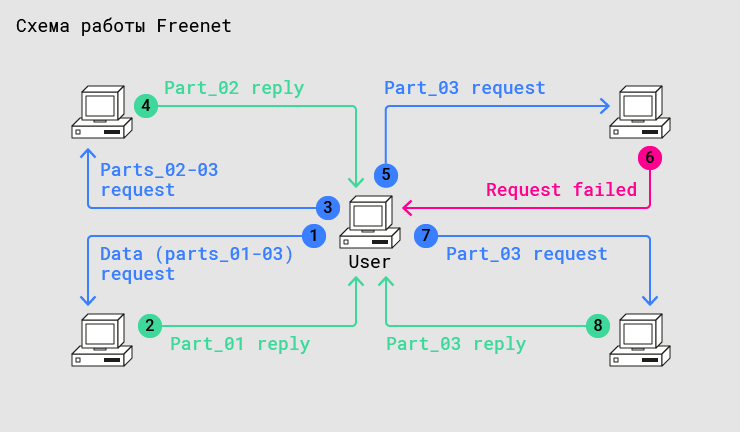 Схема работы Freenet
Part_02 reply
Part_03 request
4
5
6
Parts_02-03
request
Request failed
3
1
7
Data (parts_01-03)
request
User
Part_03 request
2
8
Part_01 reply
Part_03 reply